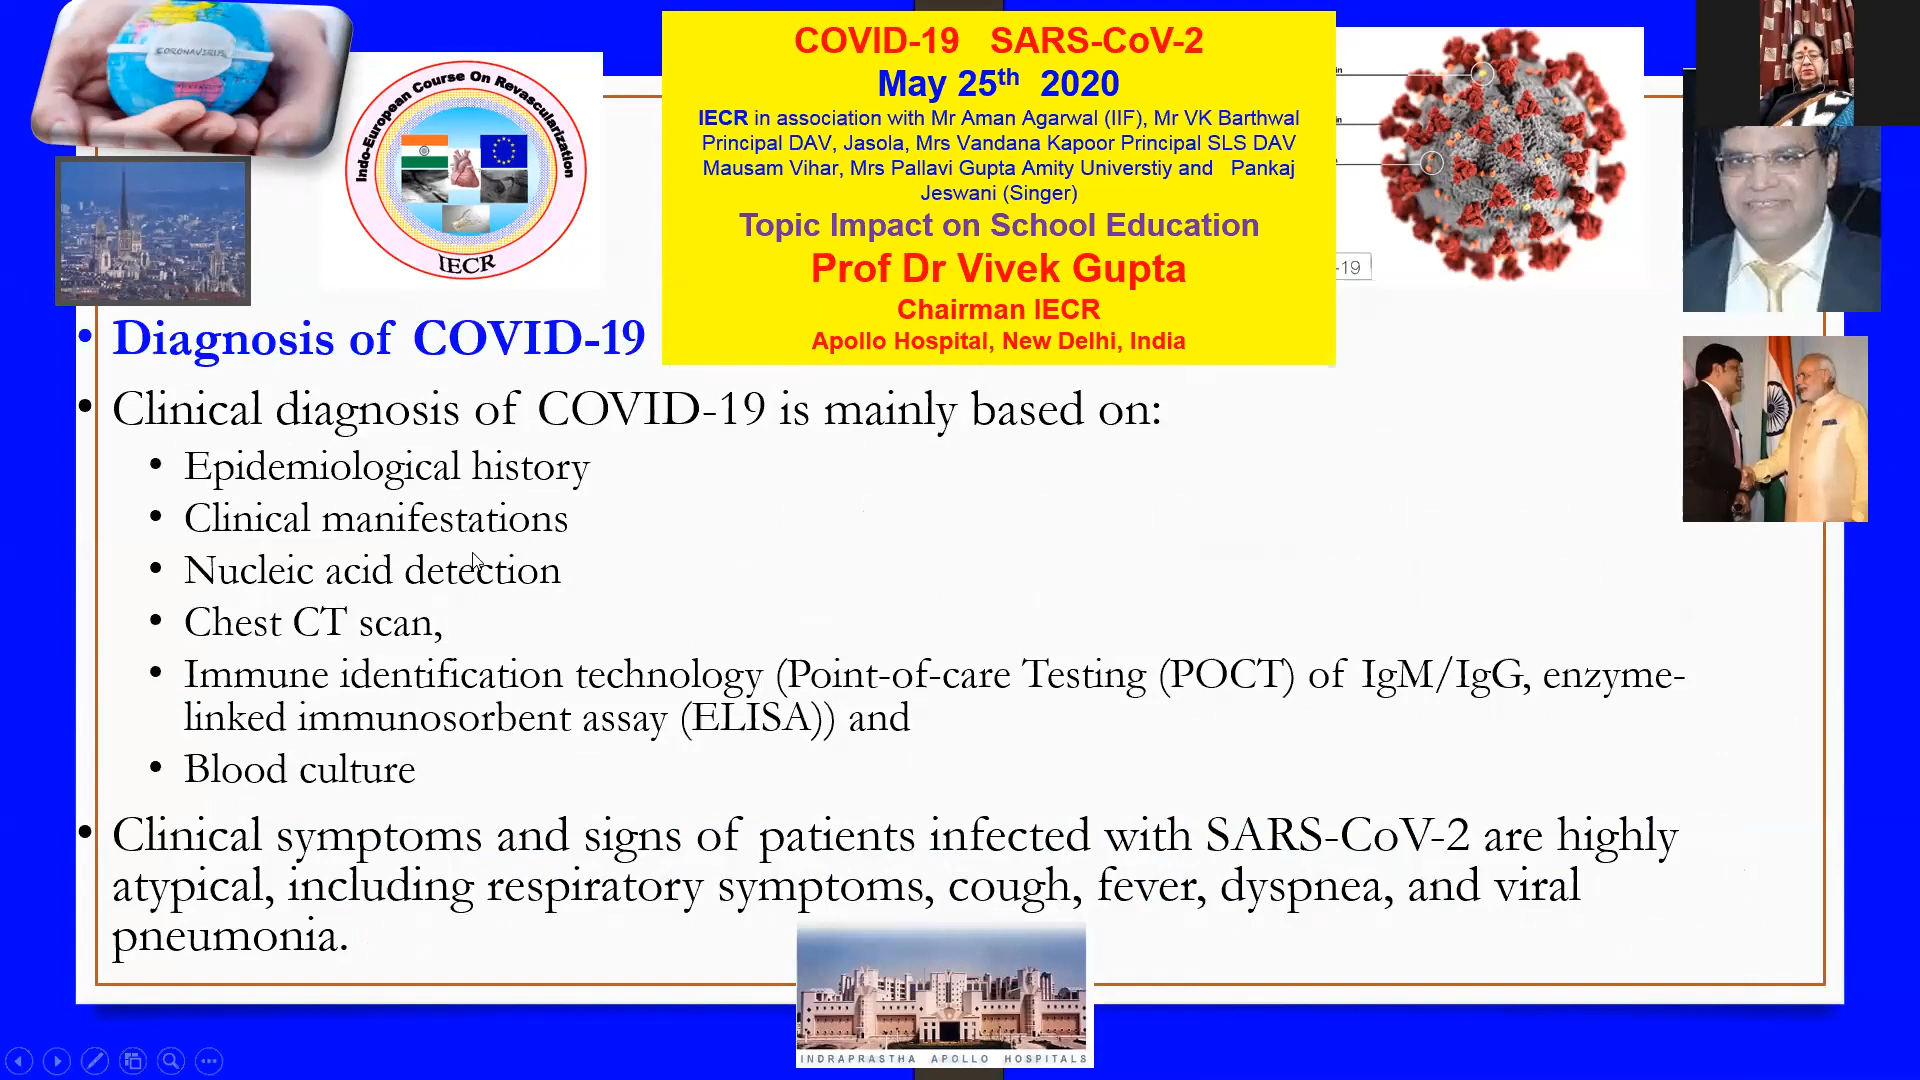 CORONAVIRUS
Indo-European Course On Revascularization
IECR
COVID-19 SARS-CoV-2
May 25th 2020
IECR in association with Mr Aman Agarwal (IIF), Mr VK Barthwal
Principal DAV, Jasola, Mrs Vandana Kapoor Principal SLS DAV
Mausam Vihar, Mrs Pallavi Gupta Amity Universtiy and Pankaj
Jeswani (Singer)
Topic Impact on School Education
Prof Dr Vivek Gupta
Chairman IECR
Apollo Hospital, New Delhi, India
-19
• Diagnosis of COVID-19
• Clinical diagnosis of COVID-19 is mainly based on:
• Epidemiological history
• Clinical manifestations
• Nucleic acid detection
• Chest CT scan,
• Immune identification technology (Point-of-care Testing (POCT) of IgM/IgG, enzyme-
linked immunosorbent assay (ELISA)) and
• Blood culture
• Clinical symptoms and signs of patients infected with SARS-CoV-2 are highly
atypical, including respiratory symptoms, cough, fever, dyspnea, and viral
pneumonia.
INDRAPRASTHA APOLLO HOSPITALS